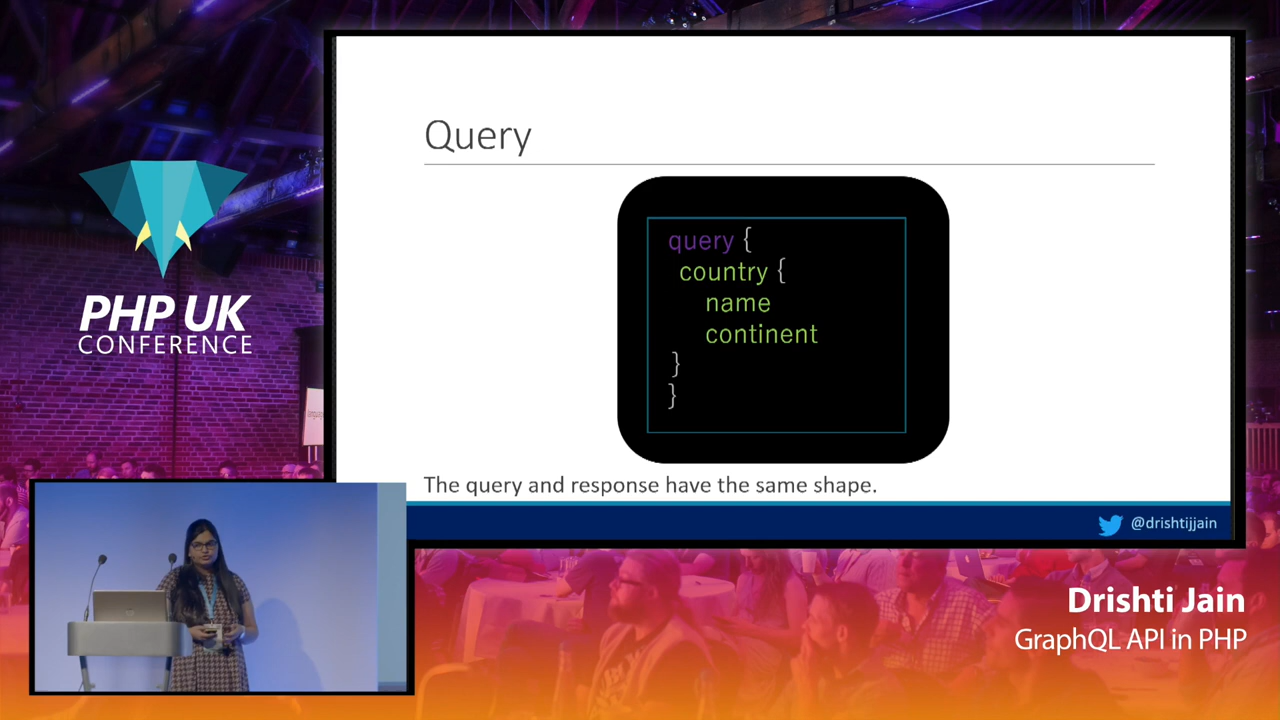 PHP UK
CONFERENCE
Query
query {
country {
name
continent
}
}
The query and response have the same shape.
@drishtijjain
Drishti Jain
GraphQL API in PHP